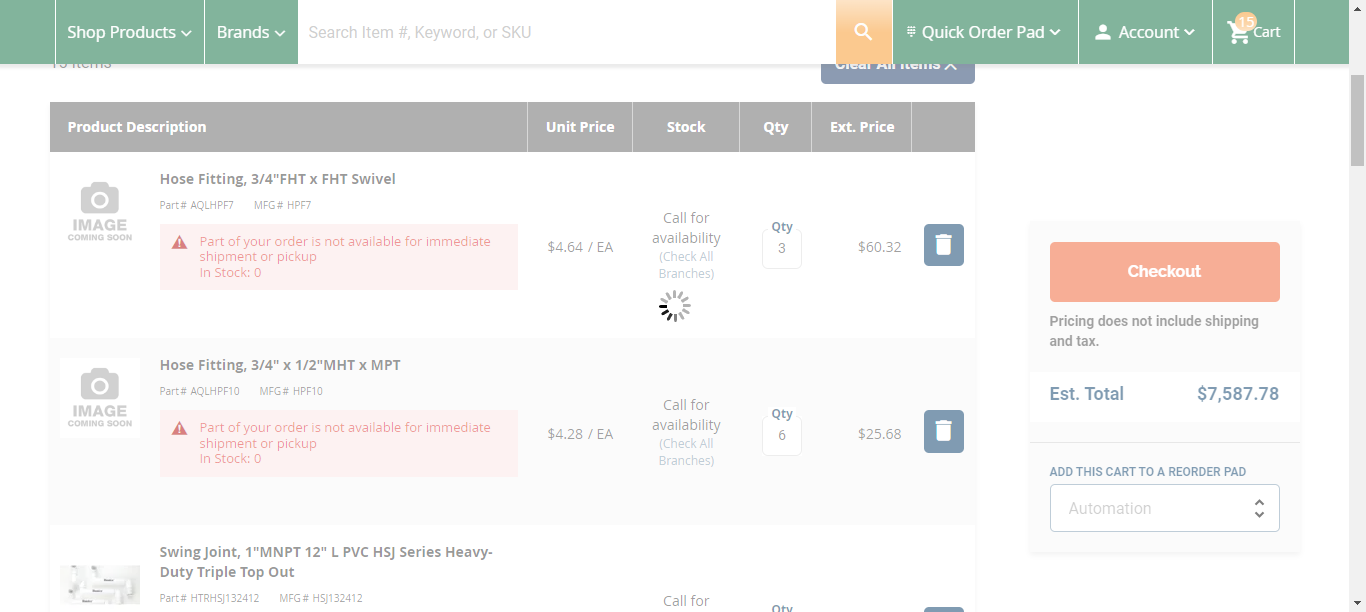 Shop Products
Brands
Search Item #, Keyword, or SKU
Quick Order Pad
Account
15
Cart
15 Items
Clear All Items
Product Description
Unit Price
Stock
Qty
Ext. Price
IMAGE
COMING SOON
Hose Fitting, 3/4"FHT x FHT Swivel
Part# AQLHPF7 MFG# HPF7
Part of your order is not available for immediate
shipment or pickup
In Stock: 0
$4.64 / EA
Call for
availability
(Check All
Branches)
Qty
3
$60.32
IMAGE
COMING SOON
Hose Fitting, 3/4" x 1/2"MHT x MPT
Part# AQLHPF10 MFG# HPF10
Part of your order is not available for immediate
shipment or pickup
In Stock: 0
$4.28 / EA
Call for
availability
(Check All
Branches)
Qty
6
$25.68
Swing Joint, 1"MNPT 12" L PVC HSJ Series Heavy-
Duty Triple Top Out
Part# HTRHSJ132412 MFG# HSJ132412
Call for
Qty
Checkout
Pricing does not include shipping
and tax.
Est. Total $7,587.78
ADD THIS CART TO A REORDER PAD
Automation